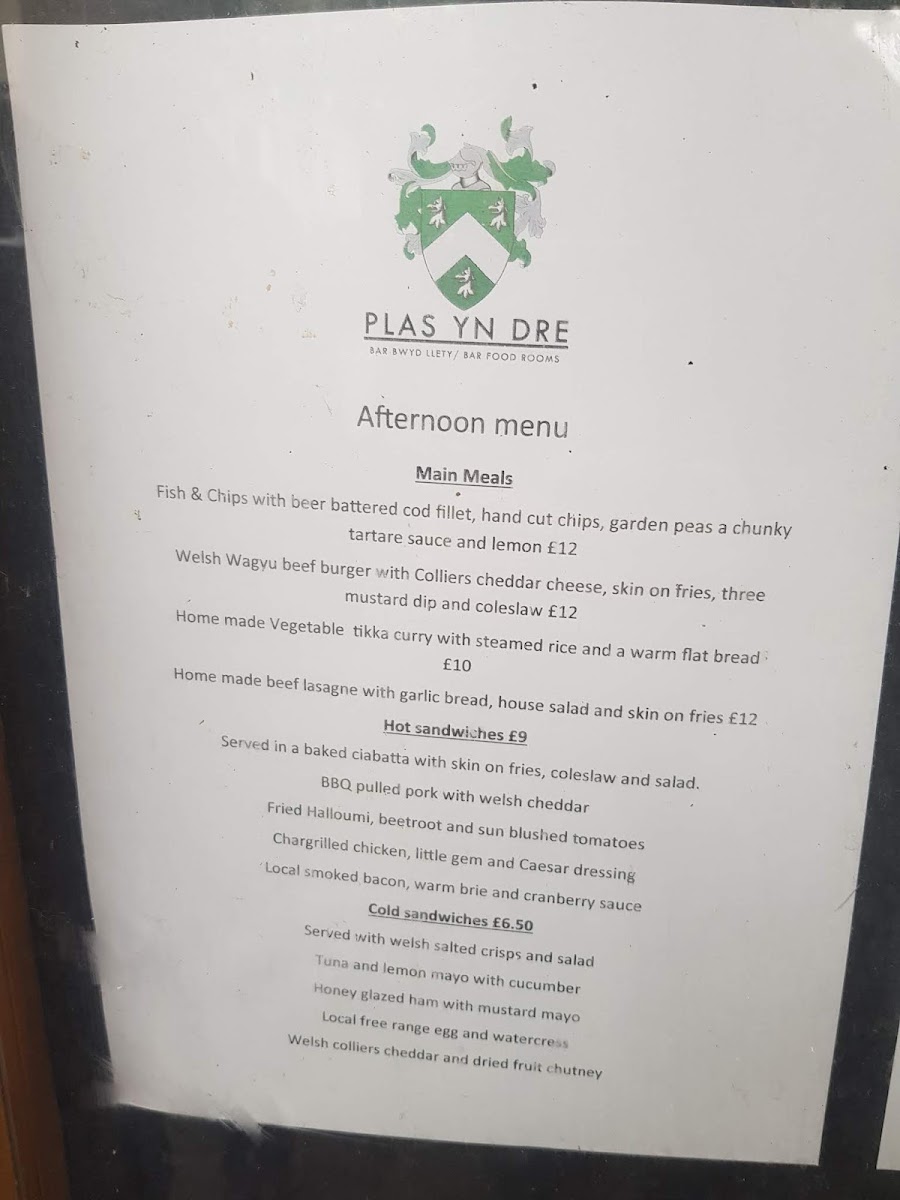 PLAS YN DRE
BAR BWYD LLETY/ BAR FOOD ROOMS
Afternoon menu
Main Meals
Fish & Chips with beer battered cod fillet, hand cut chips, garden peas a chunky
tartare sauce and lemon £12
Welsh Wagyu beef burger with Colliers cheddar cheese, skin on fries, three
mustard dip and coleslaw £12
Home made Vegetable tikka curry with steamed rice and a warm flat bread
£10
Home made beef lasagne with garlic bread, house salad and skin on fries £12
Hot sandwiches £9
Served in a baked ciabatta with skin on fries, coleslaw and salad.
BBQ pulled pork with welsh cheddar
Fried Halloumi, beetroot and sun blushed tomatoes
Chargrilled chicken, little gem and Caesar dressing
Local smoked bacon, warm brie and cranberry sauce
Cold sandwiches £6.50
Served with welsh salted crisps and salad
Tuna and lemon mayo with cucumber
Honey glazed ham with mustard mayo
Local free range egg and watercress
Welsh colliers cheddar and dried fruit chutney